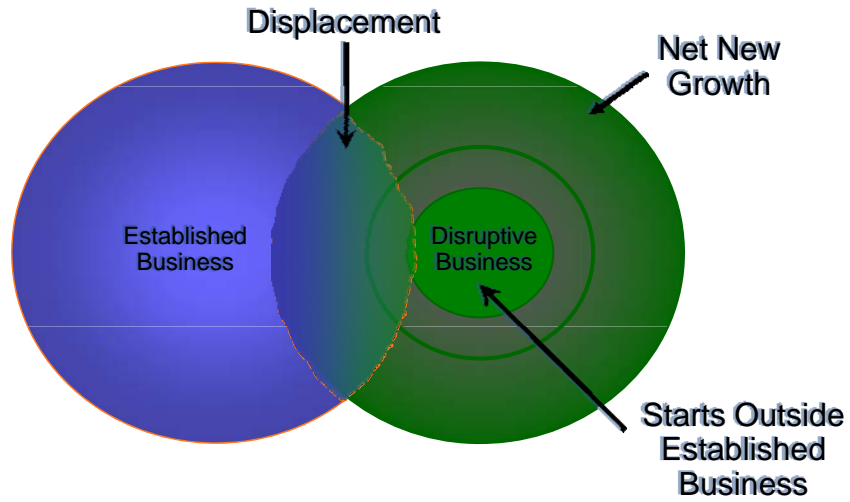 Displacement
Net New
Growth
Established
Business
Disruptive
Business
Starts Outside
Established
Business